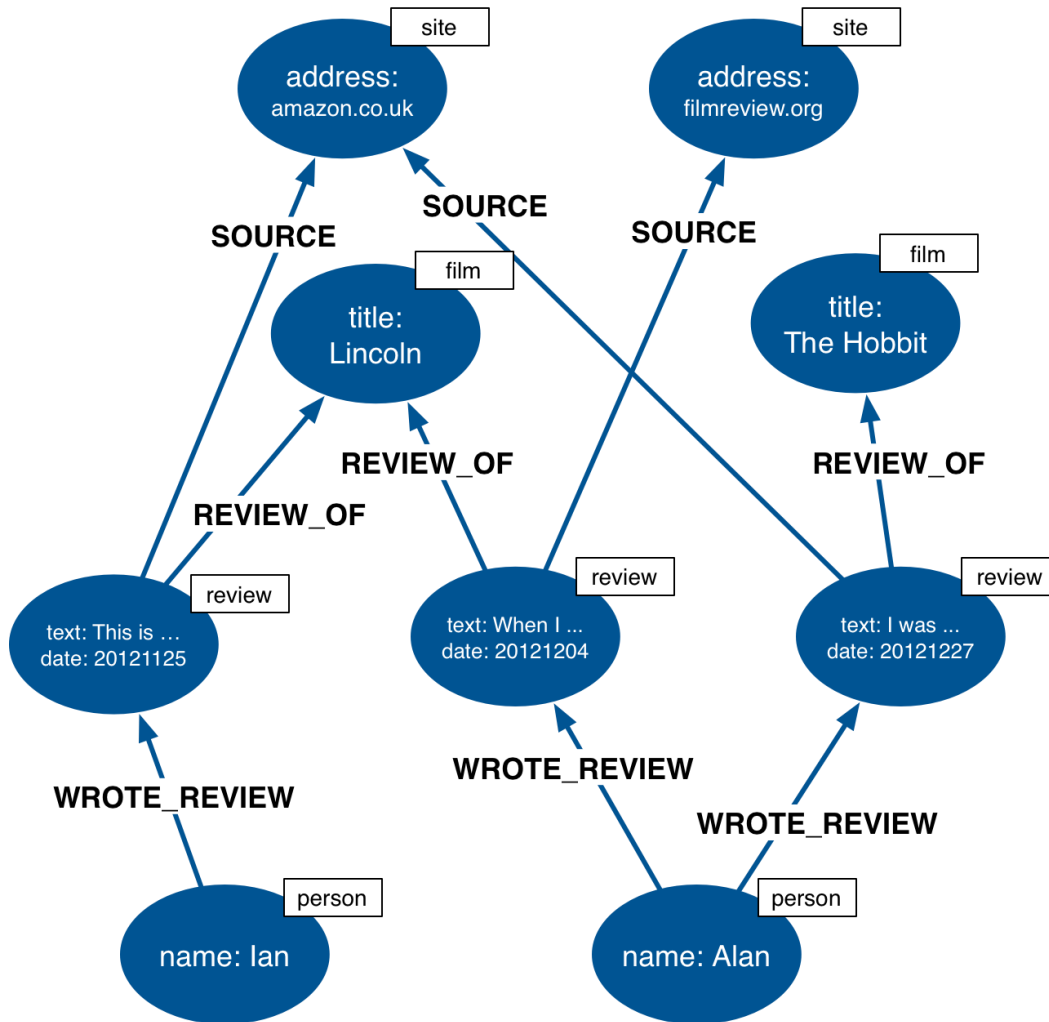 site
address:
amazon.co.uk
site
address:
filmreview.org
SOURCE
SOURCE
SOURCE
film
title:
Lincoln
film
title:
The Hobbit
REVIEW_OF
REVIEW_OF
REVIEW_OF
review
text: This is …
date: 20121125
review
text: When I ...
date: 20121204
review
text: I was ...
date: 20121227
WROTE_REVIEW
WROTE_REVIEW
WROTE_REVIEW
person
name: Ian
person
name: Alan